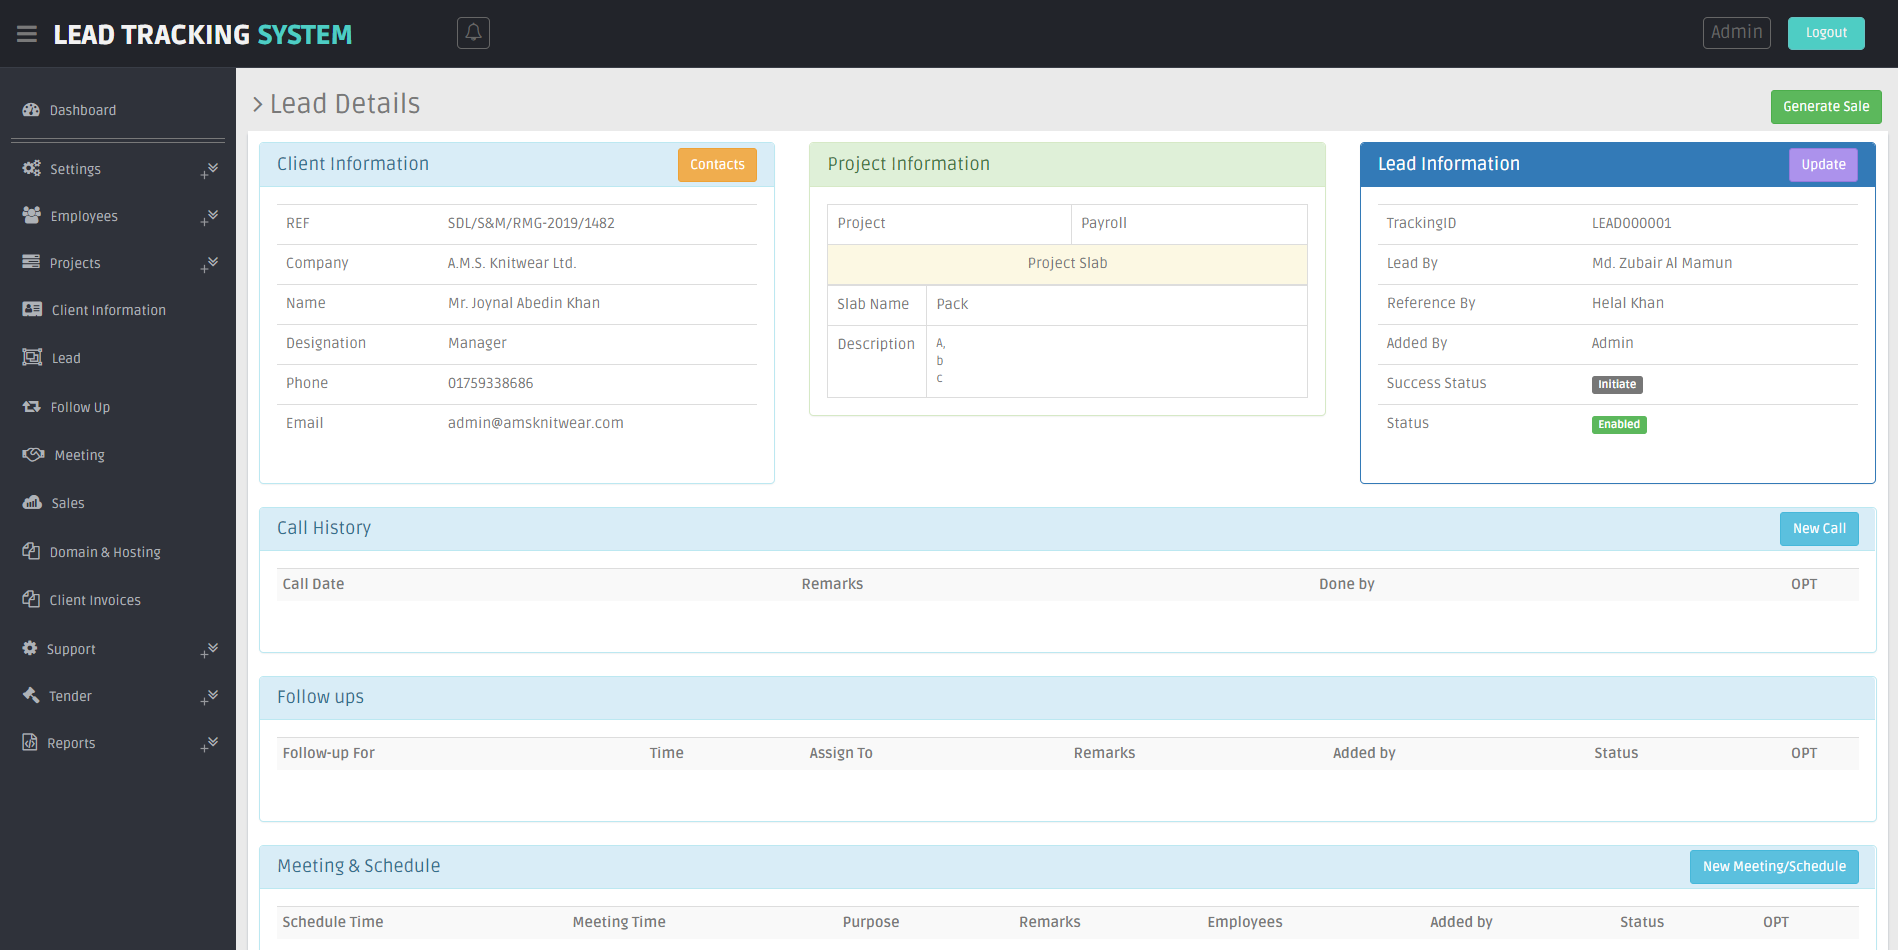 LEAD TRACKING SYSTEM
Admin
Logout
Dashboard
Settings
Employees
Projects
Client Information
Lead
Follow Up
Meeting
Sales
Domain & Hosting
Client Invoices
Support
Tender
Reports
Lead Details
Generate Sale
Client Information
Contacts
REF SDL/S&M/RMG-2019/1482
Company A.M.S. Knitwear Ltd.
Name Mr. Joynal Abedin Khan
Designation Manager
Phone 01759338686
Email admin@amsknitwear.com
Project Information
Project Payroll
Project Slab
Slab Name Pack
Description A,
b
c
Lead Information
Update
TrackingID LEAD000001
Lead By Md. Zubair Al Mamun
Reference By Helal Khan
Added By Admin
Success Status Initiate
Status Enabled
Call History
New Call
Call Date Remarks Done by OPT
Follow ups
Follow-up For Time Assign To Remarks Added by Status OPT
Meeting & Schedule
New Meeting/Schedule
Schedule Time Meeting Time Purpose Remarks Employees Added by Status OPT